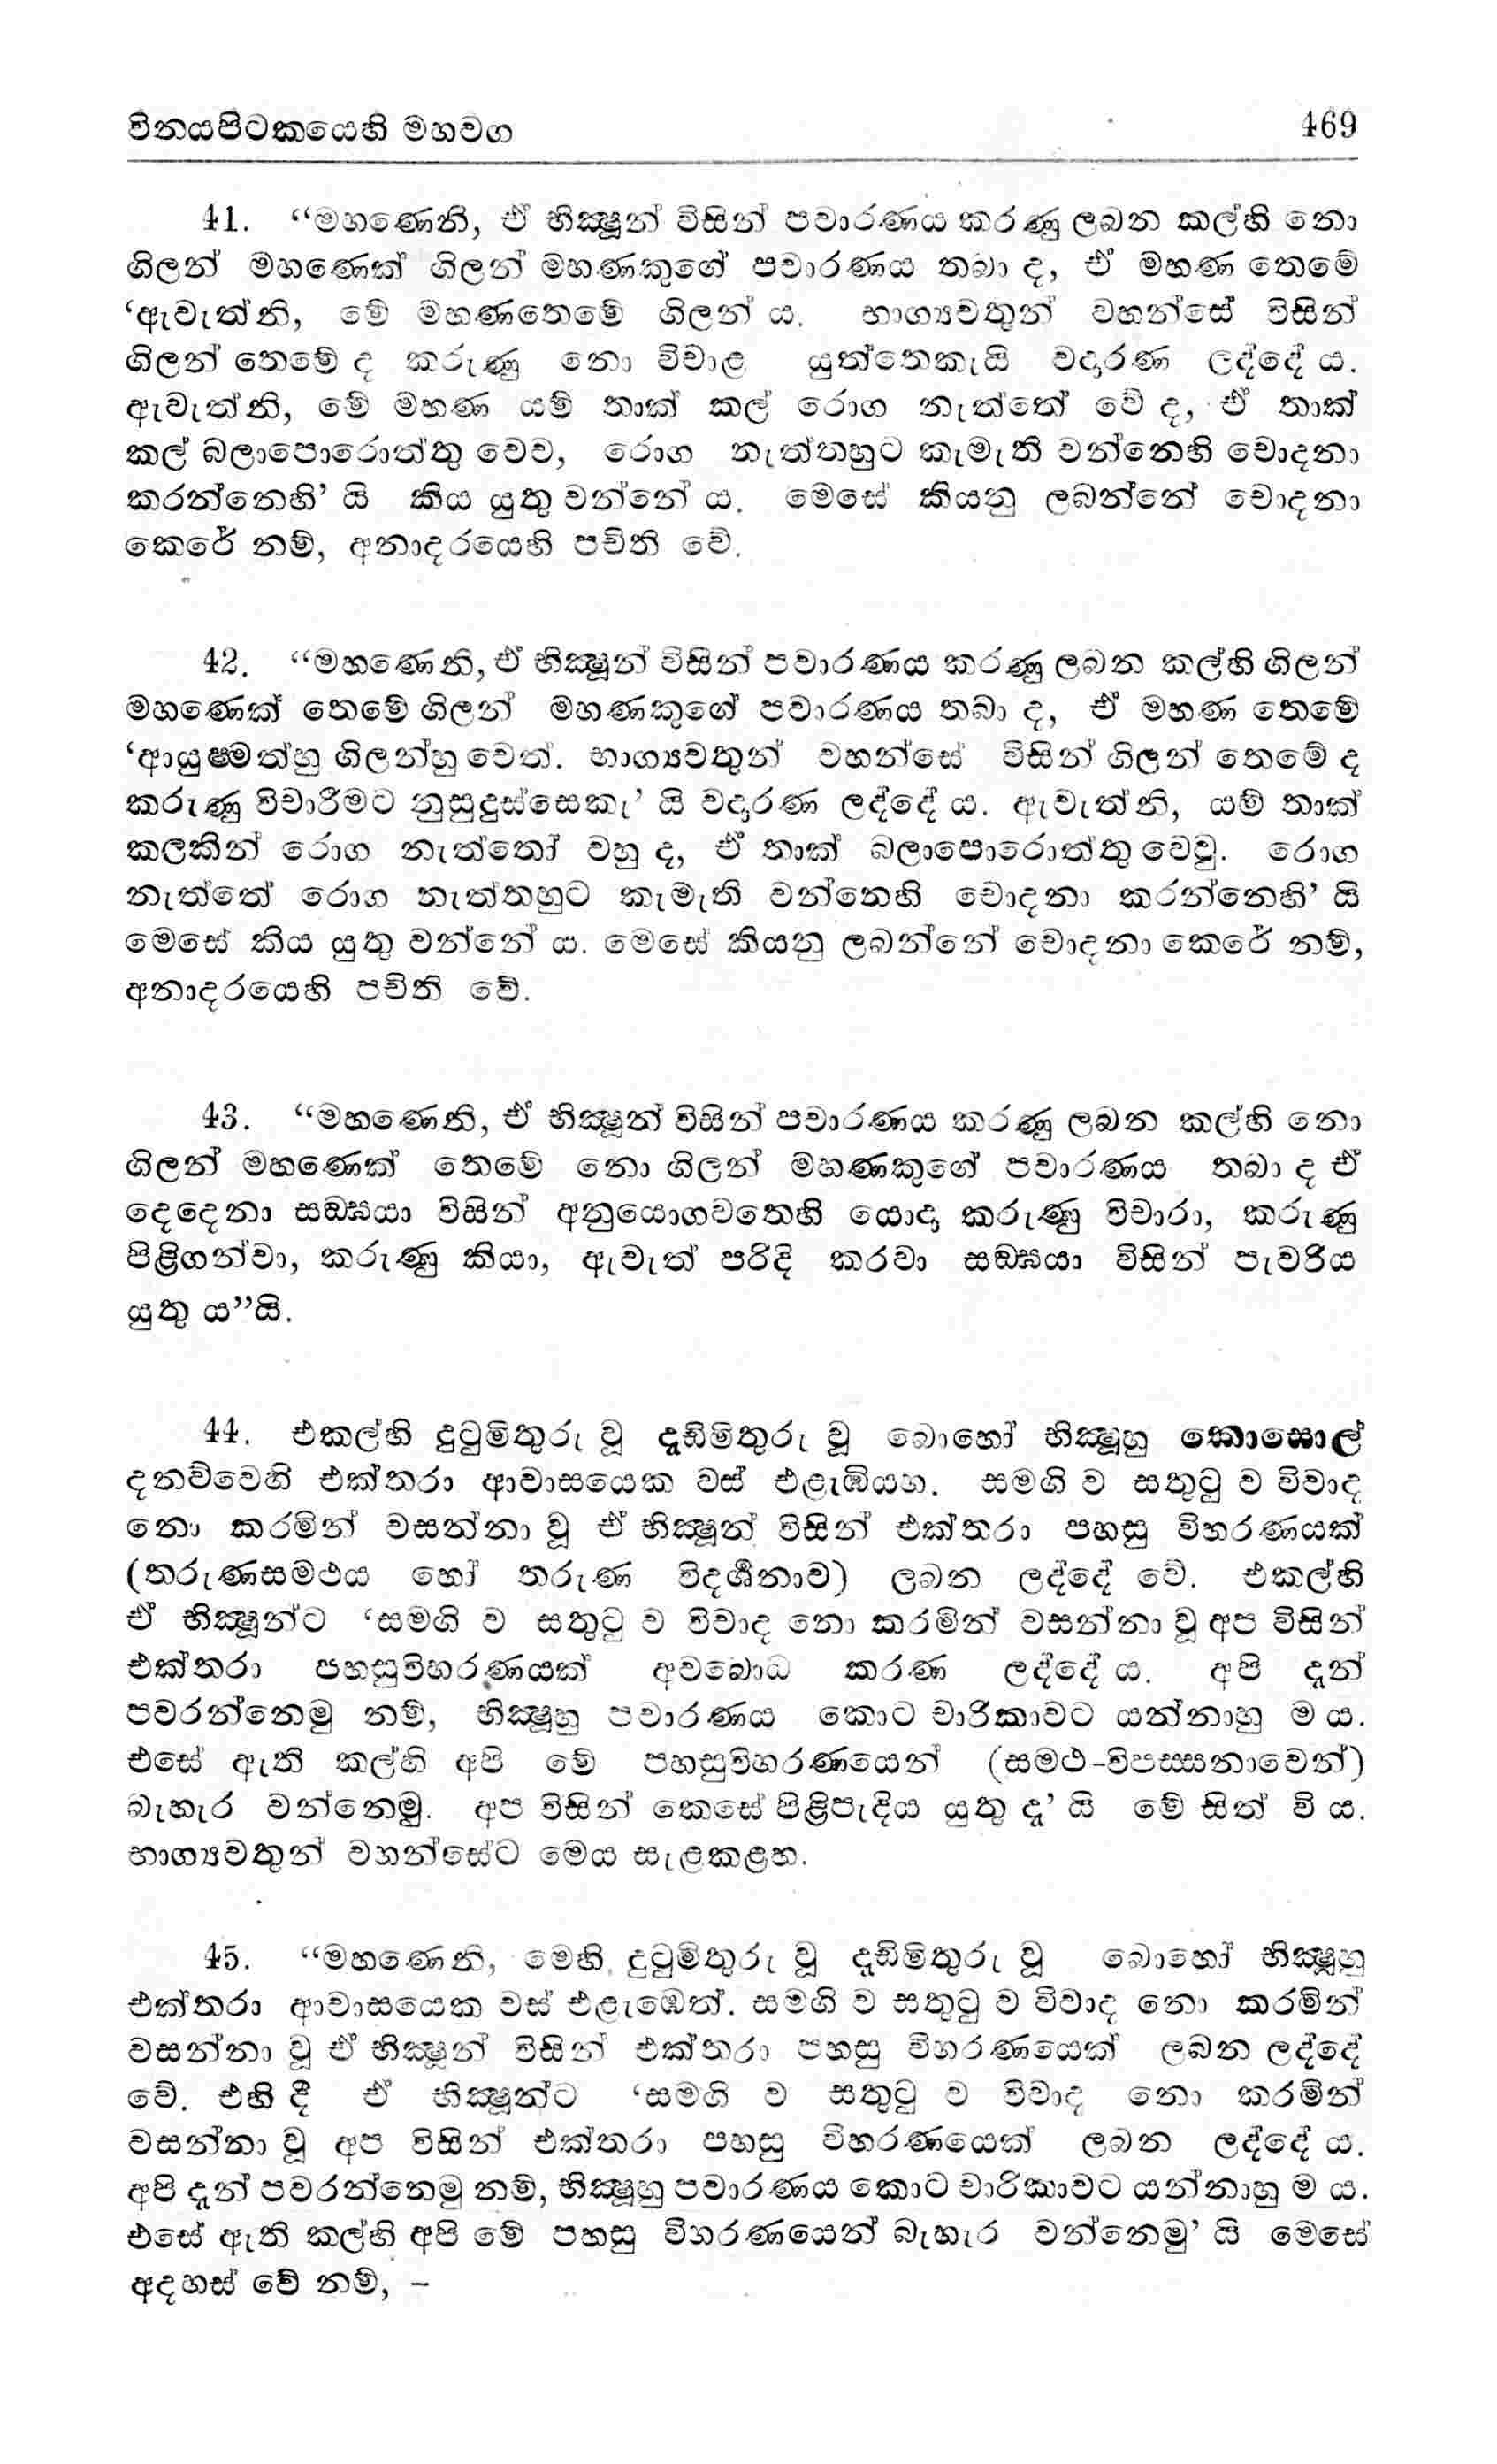 විනයපිටකයෙහි මහවග 469
41. “මහණෙනි, ඒ භික්‍ෂූන් විසින් පවාරණය කරණු ලබන කල්හි නො
ගිලන් මහණෙක් ගිලන් මහණකුගේ පවාරණය තබා ද, ඒ මහණ තෙමේ
‘ඇවැත්නි, මේ මහණතෙමේ ගිලන් ය. භාග්‍යවතුන් වහන්සේ විසින්
ගිලන් තෙමේ ද කරුණු නො විචාළ යුත්තෙකැයි වදාරණ ලද්දේ ය.
ඇවැත්නි, මේ මහණ යම් තාක් කල් රොග නැත්තේ වේ ද, ඒ තාක්
කල් බලාපොරොත්තු වෙව, රොග නැත්තහුට කැමැති වන්නෙහි චොදනා
කරන්නෙහි’ යි කිය යුතු වන්නේ ය. මෙසේ කියනු ලබන්නේ චොදනා
කෙරේ නම්, අනාදරයෙහි පචිති වේ.
42. “මහණෙනි, ඒ භික්‍ෂූන් විසින් පවාරණය කරණු ලබන කල්හි ගිලන්
මහණෙක් තෙමේ ගිලන් මහණකුගේ පවාරණය තබා ද, ඒ මහණ තෙමේ
‘ආයුෂ්මත්හු ගිලන්හු වෙත්. භාග්‍යවතුන් වහන්සේ විසින් ගිලන් තෙමේ ද
කරුණු විචාරීමට නුසුදුස්සෙකැ’ යි වදාරණ ලද්දේ ය. ඇවැත්නි, යම් තාක්
කලකින් රොග නැත්තෝ වහු ද, ඒ තාක් බලාපොරොත්තු වෙවු. රොග
නැත්තේ රොග නැත්තහුට කැමැති වන්නෙහි චොදනා කරන්නෙහි’ යි
මෙසේ කිය යුතු වන්නේ ය. මෙසේ කියනු ලබන්නේ චොදනා කෙරේ නම්,
අනාදරයෙහි පචිති වේ.
43. “මහණෙනි, ඒ භික්‍ෂූන් විසින් පවාරණය කරණු ලබන කල්හි නො
ගිලන් මහණෙක් තෙමේ නො ගිලන් මහණකුගේ පවාරණය තබා ද ඒ
දෙදෙනා සඞ්ඝයා විසින් අනුයොගවතෙහි යොදා කරුණු විචාරා, කරුණු
පිළිගන්වා, කරුණු කියා, ඇවැත් පරිදි කරවා සඞ්ඝයා විසින් පැවරිය
යුතු ය”යි.
44. එකල්හි දුටුමිතුරු වූ දැඩිමිතුරු වූ බොහෝ භික්‍ෂූහු කොසොල්
දනව්වෙහි එක්තරා ආවාසයෙක වස් එළැඹියහ. සමගි ව සතුටු ව විවාද
නො කරමින් වසන්නා වූ ඒ භික්‍ෂූන් විසින් එක්තරා පහසු විහරණයක්
(තරුණසමථය හෝ තරුණ විදර්‍ශනාව) ලබන ලද්දේ වේ. එකල්හි
ඒ භික්‍ෂූන්ට ‘සමගි ව සතුටු ව විවාද නො කරමින් වසන්නා වූ අප විසින්
එක්තරා පහසුවිහරණයක් අවබොධ කරණ ලද්දේ ය. අපි දැන්
පවරන්නෙමු නම්, භික්‍ෂූහු පවාරණය කොට චාරිකාවට යන්නාහු ම ය.
එසේ ඇති කල්හි අපි මේ පහසුවිහරණයෙන් (සමථ-විපස්සනාවෙන්)
බැහැර වන්නෙමු. අප විසින් කෙසේ පිළිපැදිය යුතු දැ’ යි මේ සිත් වි ය.
භාග්‍යවතුන් වහන්සේට මෙය සැළකළහ.
45. “මහණෙනි, මෙහි දුටුමිතුරු වූ දැඩිමිතුරු වූ බොහෝ භික්‍ෂූහු
එක්තරා ආවාසයෙක වස් එළැඹෙත්. සමගි ව සතුටු ව විවාද නො කරමින්
වසන්නා වූ ඒ භික්‍ෂූන් විසින් එක්තරා පහසු විහරණයෙක් ලබන ලද්දේ
වේ. එහි දී ඒ භික්‍ෂූන්ට ‘සමගි ව සතුටු ව විවාද නො කරමින්
වසන්නා වූ අප විසින් එක්තරා පහසු විහරණයෙක් ලබන ලද්දේ ය.
අපි දැන් පවරන්නෙමු නම්, භික්‍ෂූහු පවාරණය කොට චාරිකාවට යන්නාහු ම ය.
එසේ ඇති කල්හි අපි මේ පහසු විහරණයෙන් බැහැර වන්නෙමු’ යි මෙසේ
අදහස් වේ නම්, –